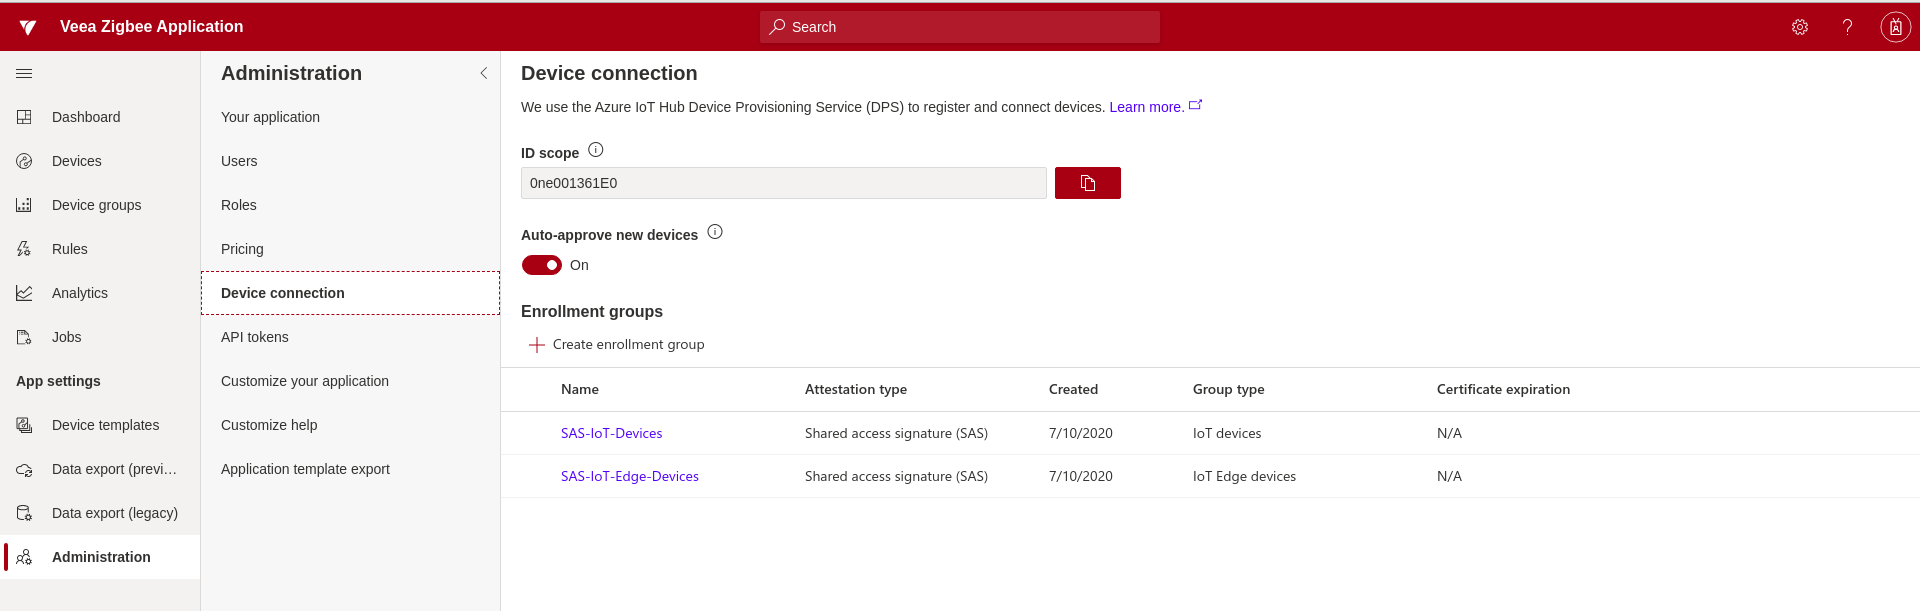 Veea Zigbee Application
Search
Dashboard
Devices
Device groups
Rules
Analytics
Jobs
App settings
Device templates
Data export (previ...
Data export (legacy)
Administration
Administration
Your application
Users
Roles
Pricing
Device connection
API tokens
Customize your application
Customize help
Application template export
Device connection
We use the Azure IoT Hub Device Provisioning Service (DPS) to register and connect devices. Learn more.
ID scope
0ne001361E0
Auto-approve new devices
On
Enrollment groups
Create enrollment group
Name Attestation type Created Group type Certificate expiration
SAS-IoT-Devices Shared access signature (SAS) 7/10/2020 IoT devices N/A
SAS-IoT-Edge-Devices Shared access signature (SAS) 7/10/2020 IoT Edge devices N/A